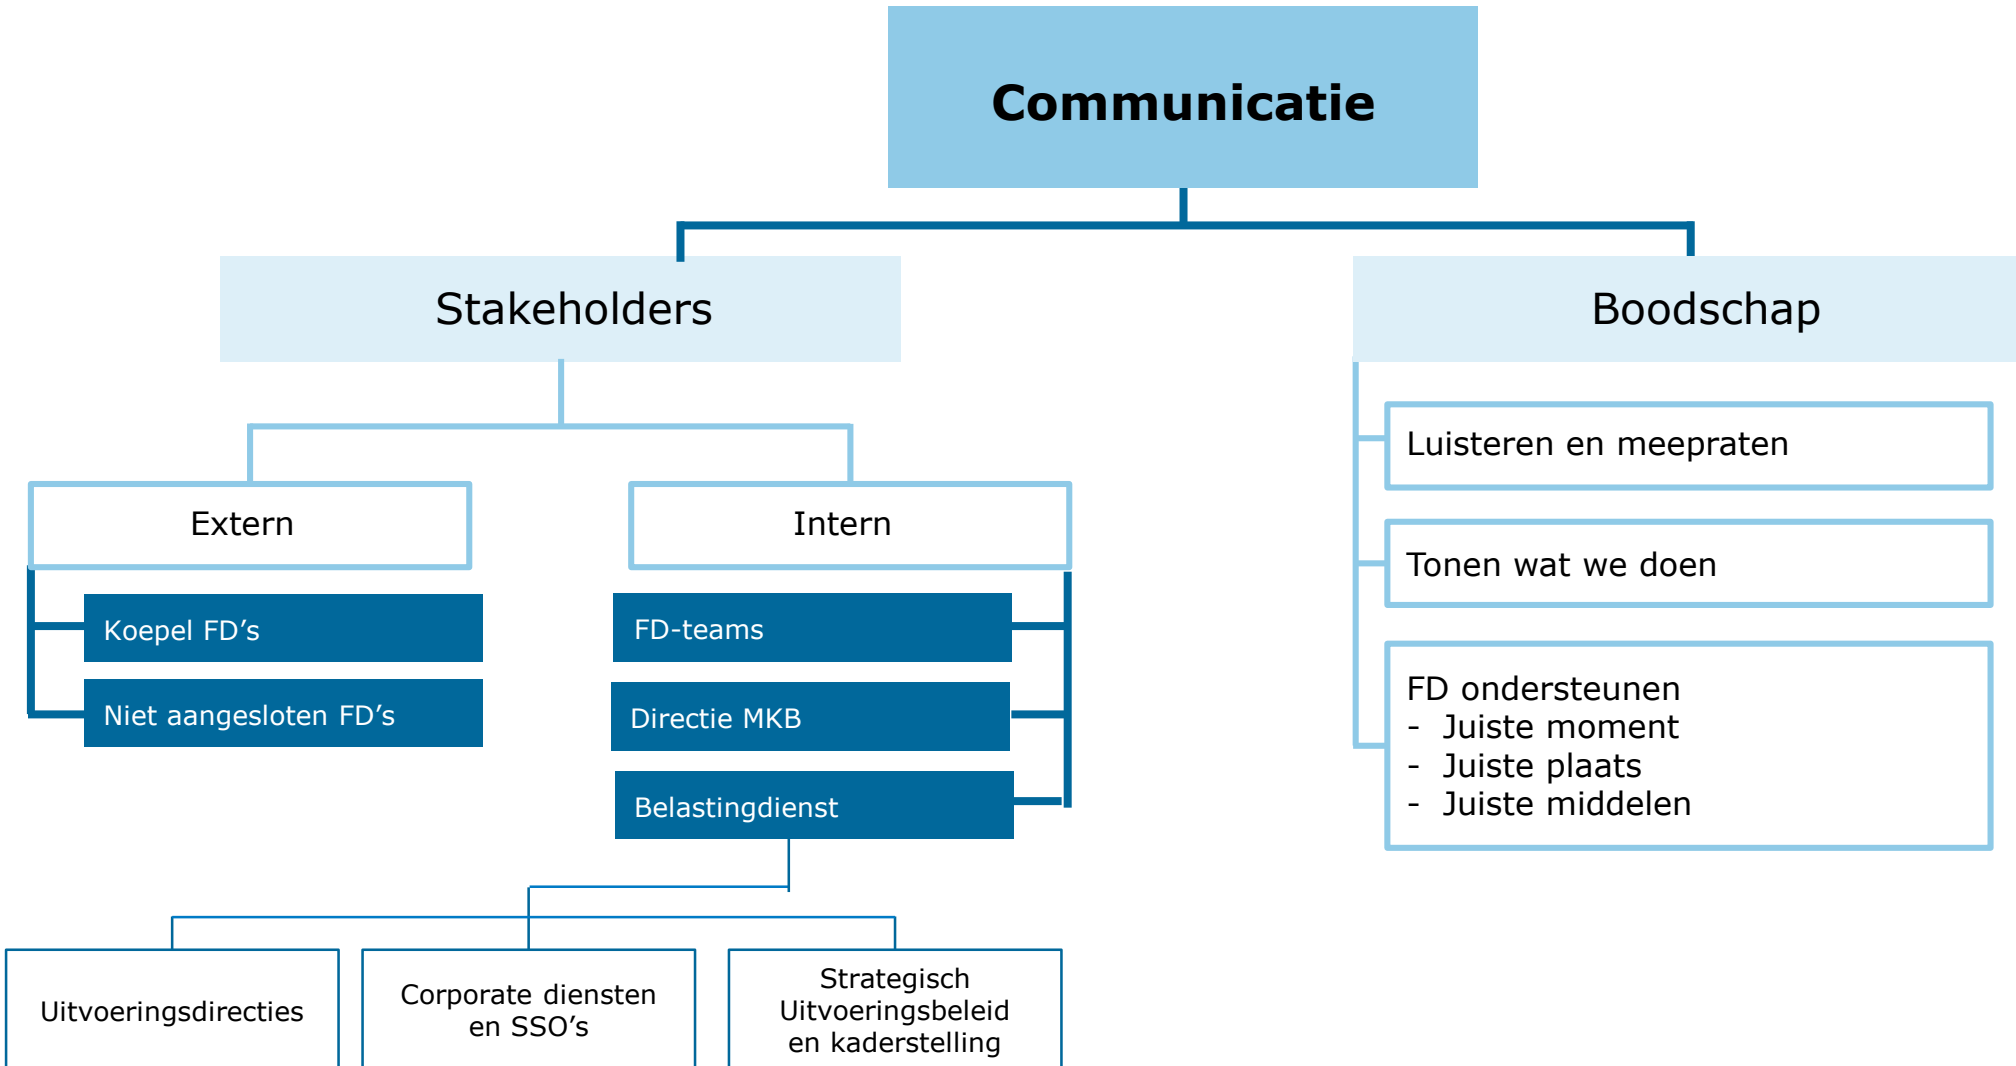 Communicatie
Stakeholders
Boodschap
Extern
Koepel FD’s
Niet aangesloten FD’s
Intern
FD-teams
Directie MKB
Belastingdienst
Uitvoeringsdirecties
Corporate diensten
en SSO’s
Strategisch
Uitvoeringsbeleid
en kaderstelling
Luisteren en meepraten
Tonen wat we doen
FD ondersteunen
- Juiste moment
- Juiste plaats
- Juiste middelen